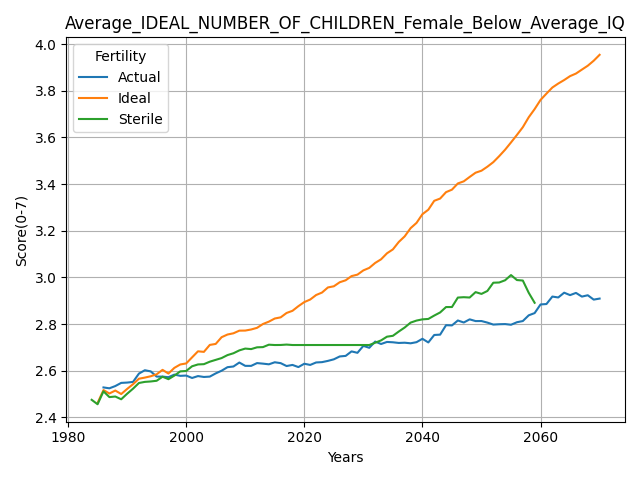 Average_IDEAL_NUMBER_OF_CHILDREN_Female_Below_Average_IQ
Fertility
Actual
Ideal
Sterile
Score(0-7)
4.0
3.8
3.6
3.4
3.2
3.0
2.8
2.6
2.4
1980
2000
2020
2040
2060
Years